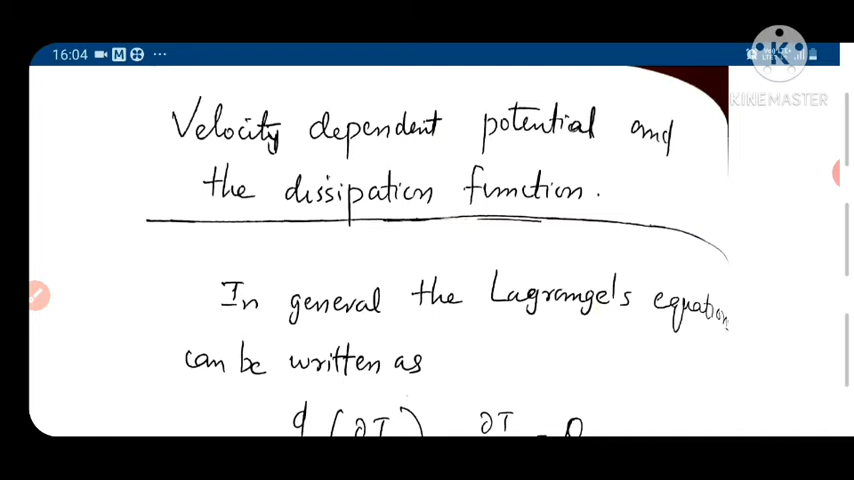 16:04 M ...
KINEMASTER
Velocity dependent potential and
the dissipation function.
In general the Lagrange's equation
can be written as